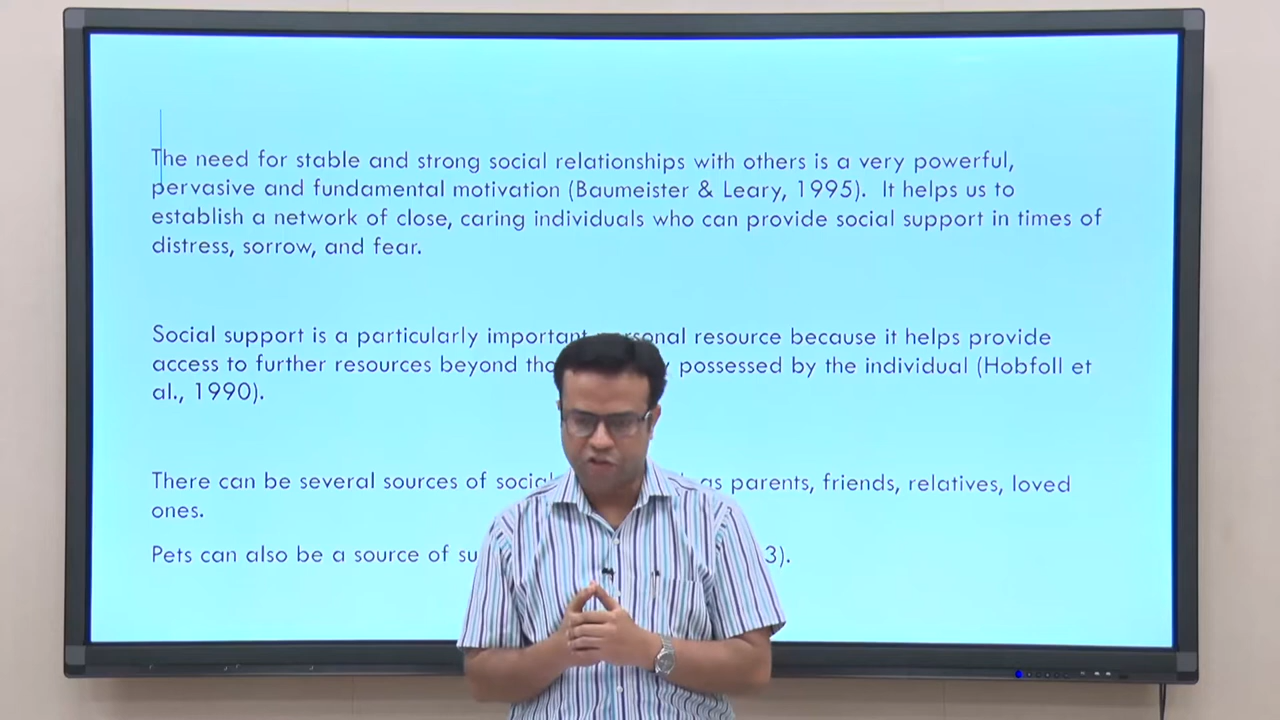 The need for stable and strong social relationships with others is a very powerful,
pervasive and fundamental motivation (Baumeister & Leary, 1995). It helps us to
establish a network of close, caring individuals who can provide social support in times of
distress, sorrow, and fear.
Social support is a particularly important personal resource because it helps provide
access to further resources beyond possessed by the individual (Hobfoll et
al., 1990).
There can be several sources of social as parents, friends, relatives, loved
ones.
Pets can also be a source of 3).